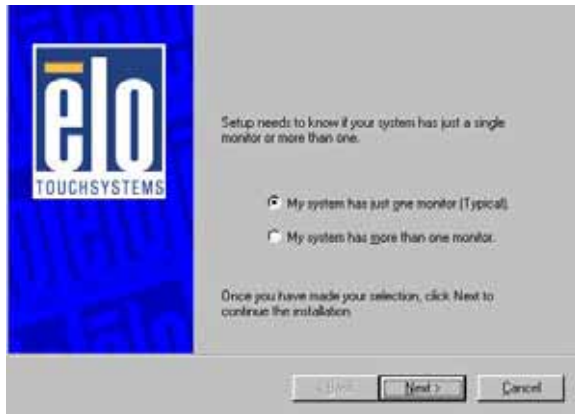 ēlo
TOUCHSYSTEMS
Setup needs to know if your system has just a single
monitor or more than one.
My system has just one monitor (Typical).
My system has more than one monitor.
Once you have made your selection, click Next to
continue the installation
< Back
Next >
Cancel